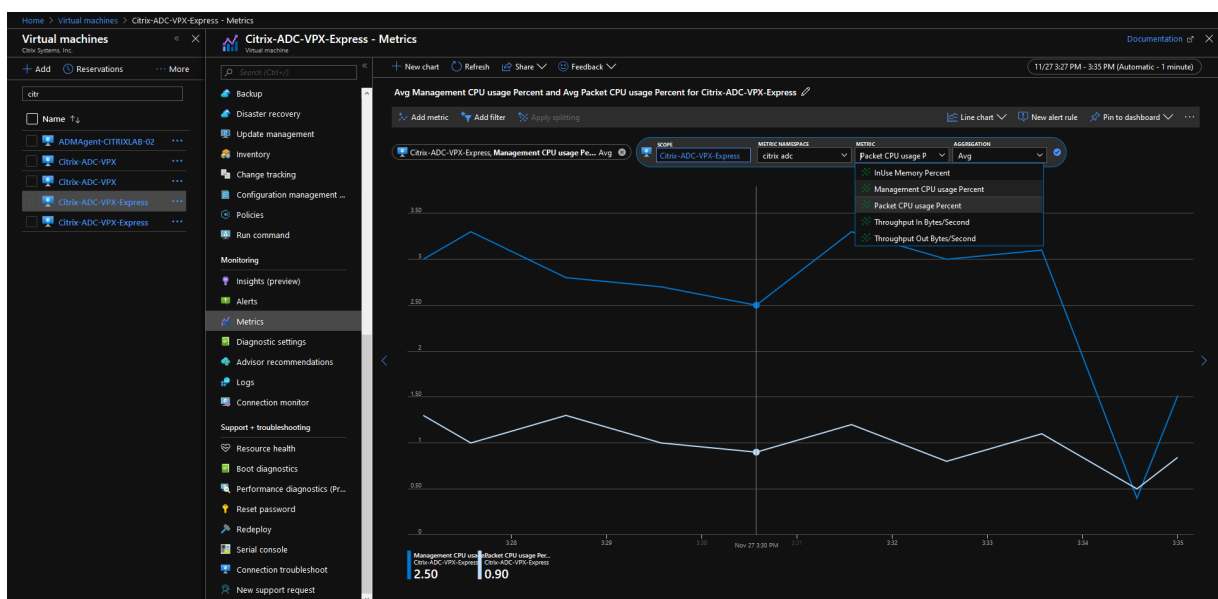 Home > Virtual machines > Citrix-ADC-VPX-Express - Metrics
Virtual machines
Citrix Systems, Inc.
Add
Reservations
More
citr
Name
ADMAgent-CITRIXLAB-02
Citrix-ADC-VPX
Citrix-ADC-VPX
Citrix-ADC-VPX-Express
Citrix-ADC-VPX-Express
Citrix-ADC-VPX-Express - Metrics
Virtual machine
Documentation
Search (Ctrl+/)
Backup
Disaster recovery
Update management
Inventory
Change tracking
Configuration management ...
Policies
Run command
Monitoring
Insights (preview)
Alerts
Metrics
Diagnostic settings
Advisor recommendations
Logs
Connection monitor
Support + troubleshooting
Resource health
Boot diagnostics
Performance diagnostics (Pr...
Reset password
Redeploy
Serial console
Connection troubleshoot
New support request
New chart
Refresh
Share
Feedback
11/27 3:27 PM - 3:35 PM (Automatic - 1 minute)
Avg Management CPU usage Percent and Avg Packet CPU usage Percent for Citrix-ADC-VPX-Express
Add metric
Add filter
Apply splitting
Line chart
New alert rule
Pin to dashboard
Citrix-ADC-VPX-Express, Management CPU usage Pe... Avg
SCOPE
Citrix-ADC-VPX-Express
METRIC NAMESPACE
citrix adc
METRIC
Packet CPU usage P
AGGREGATION
Avg
InUse Memory Percent
Management CPU usage Percent
Packet CPU usage Percent
Throughput In Bytes/Second
Throughput Out Bytes/Second
3.50
3
2.50
2
1.50
1
0.50
0
3:28
3:29
3:30
Nov 27 3:30 PM
3:31
3:32
3:33
3:34
3:35
Management CPU usa
Citrix-ADC-VPX-Express
2.50
Packet CPU usage Per...
Citrix-ADC-VPX-Express
0.90